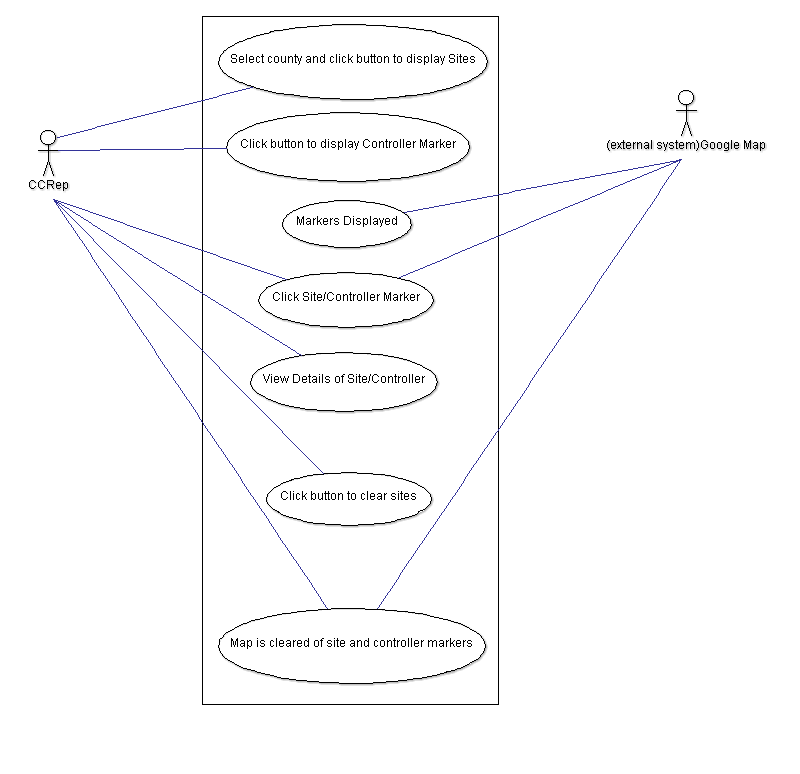 Select county and click button to display Sites
Click button to display Controller Marker
(external system)Google Map
CCRep
Markers Displayed
Click Site/Controller Marker
View Details of Site/Controller
Click button to clear sites
Map is cleared of site and controller markers